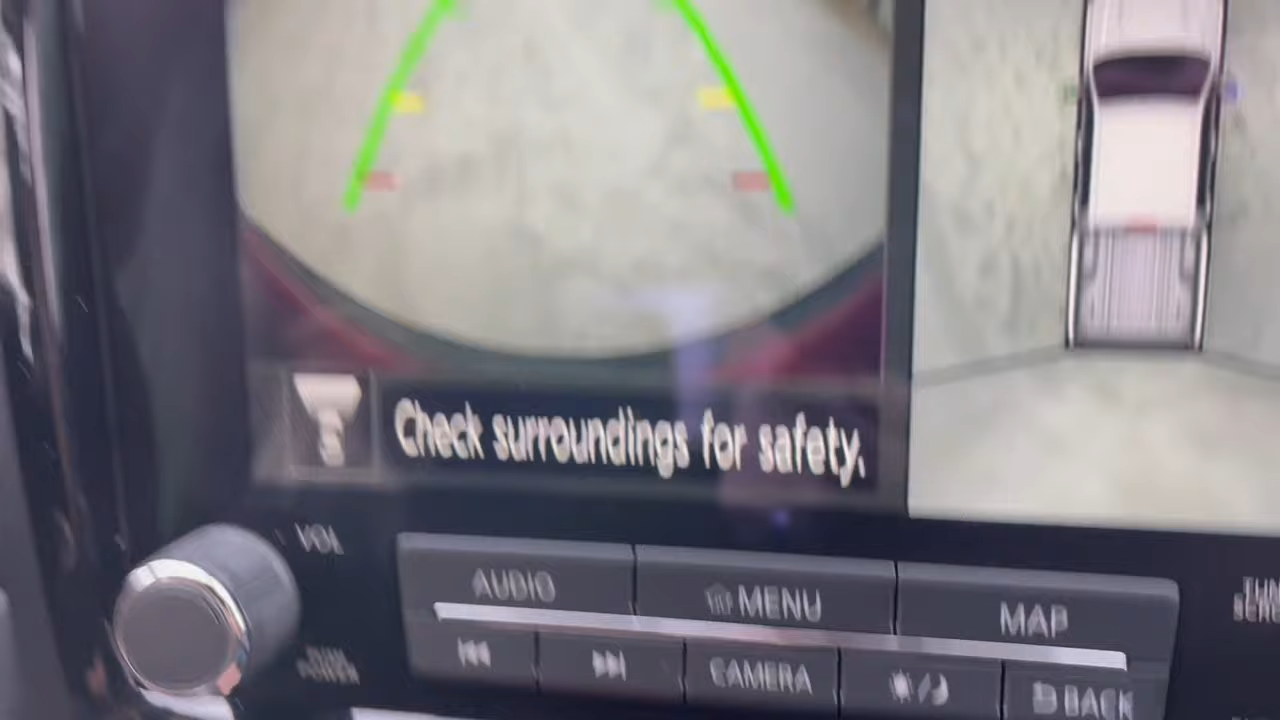 Check surroundings for safety.
VOL
AUDIO
MENU
MAP
CAMERA
BACK